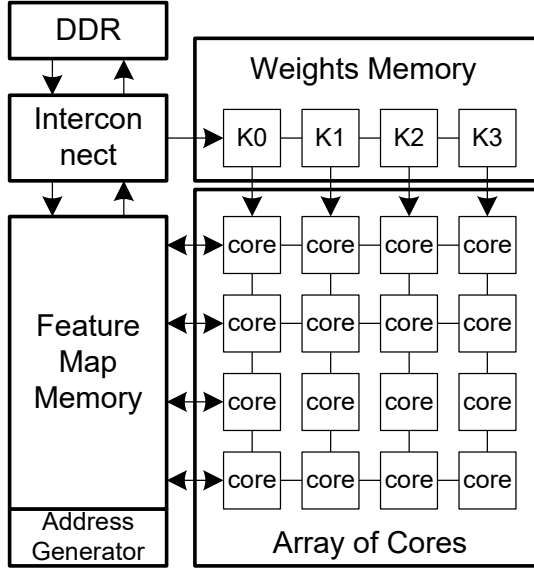 DDR
Weights Memory
Intercon
nect
K0 K1 K2 K3
core core core core
core core core core
Feature
Map
Memory
core core core core
core core core core
Address
Generator
Array of Cores